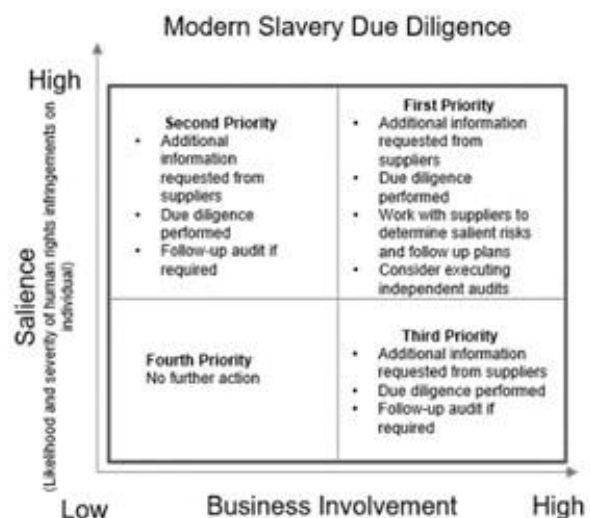 Modern Slavery Due Diligence
High
Second Priority
• Additional
information
requested from
suppliers
• Due diligence
performed
• Follow-up audit if
required
First Priority
• Additional information
requested from
suppliers
• Due diligence
performed
• Work with suppliers to
determine salient risks
and follow up plans
• Consider executing
independent audits
Salience
(Likelihood and severity of human rights infringements on
individual)
Fourth Priority
No further action
Third Priority
• Additional information
requested from suppliers
• Due diligence performed
• Follow-up audit if
required
Low
Business Involvement
High